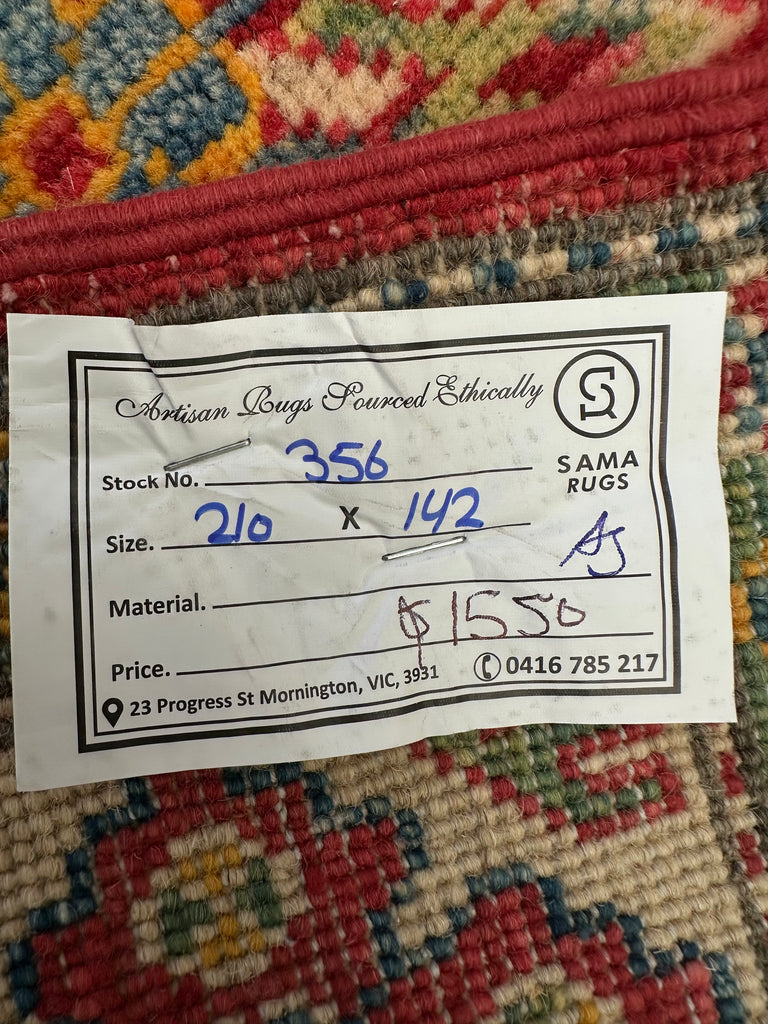 Artisan Rugs Sourced Ethically
SAMA
RUGS
Stock No. 356
Size. 210 X 142
AJ
Material.
Price. $1550
23 Progress St Mornington, VIC, 3931
0416 785 217